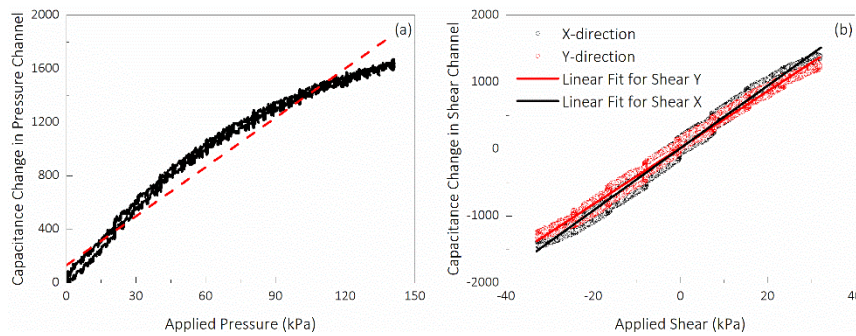 (a)
Capacitance Change in Pressure Channel
2000
1600
1200
800
400
0
0
30
60
90
120
150
Applied Pressure (kPa)
(b)
X-direction
Y-direction
Linear Fit for Shear Y
Linear Fit for Shear X
Capacitance Change in Shear Channel
2000
1000
0
-1000
-2000
-40
-20
0
20
40
Applied Shear (kPa)